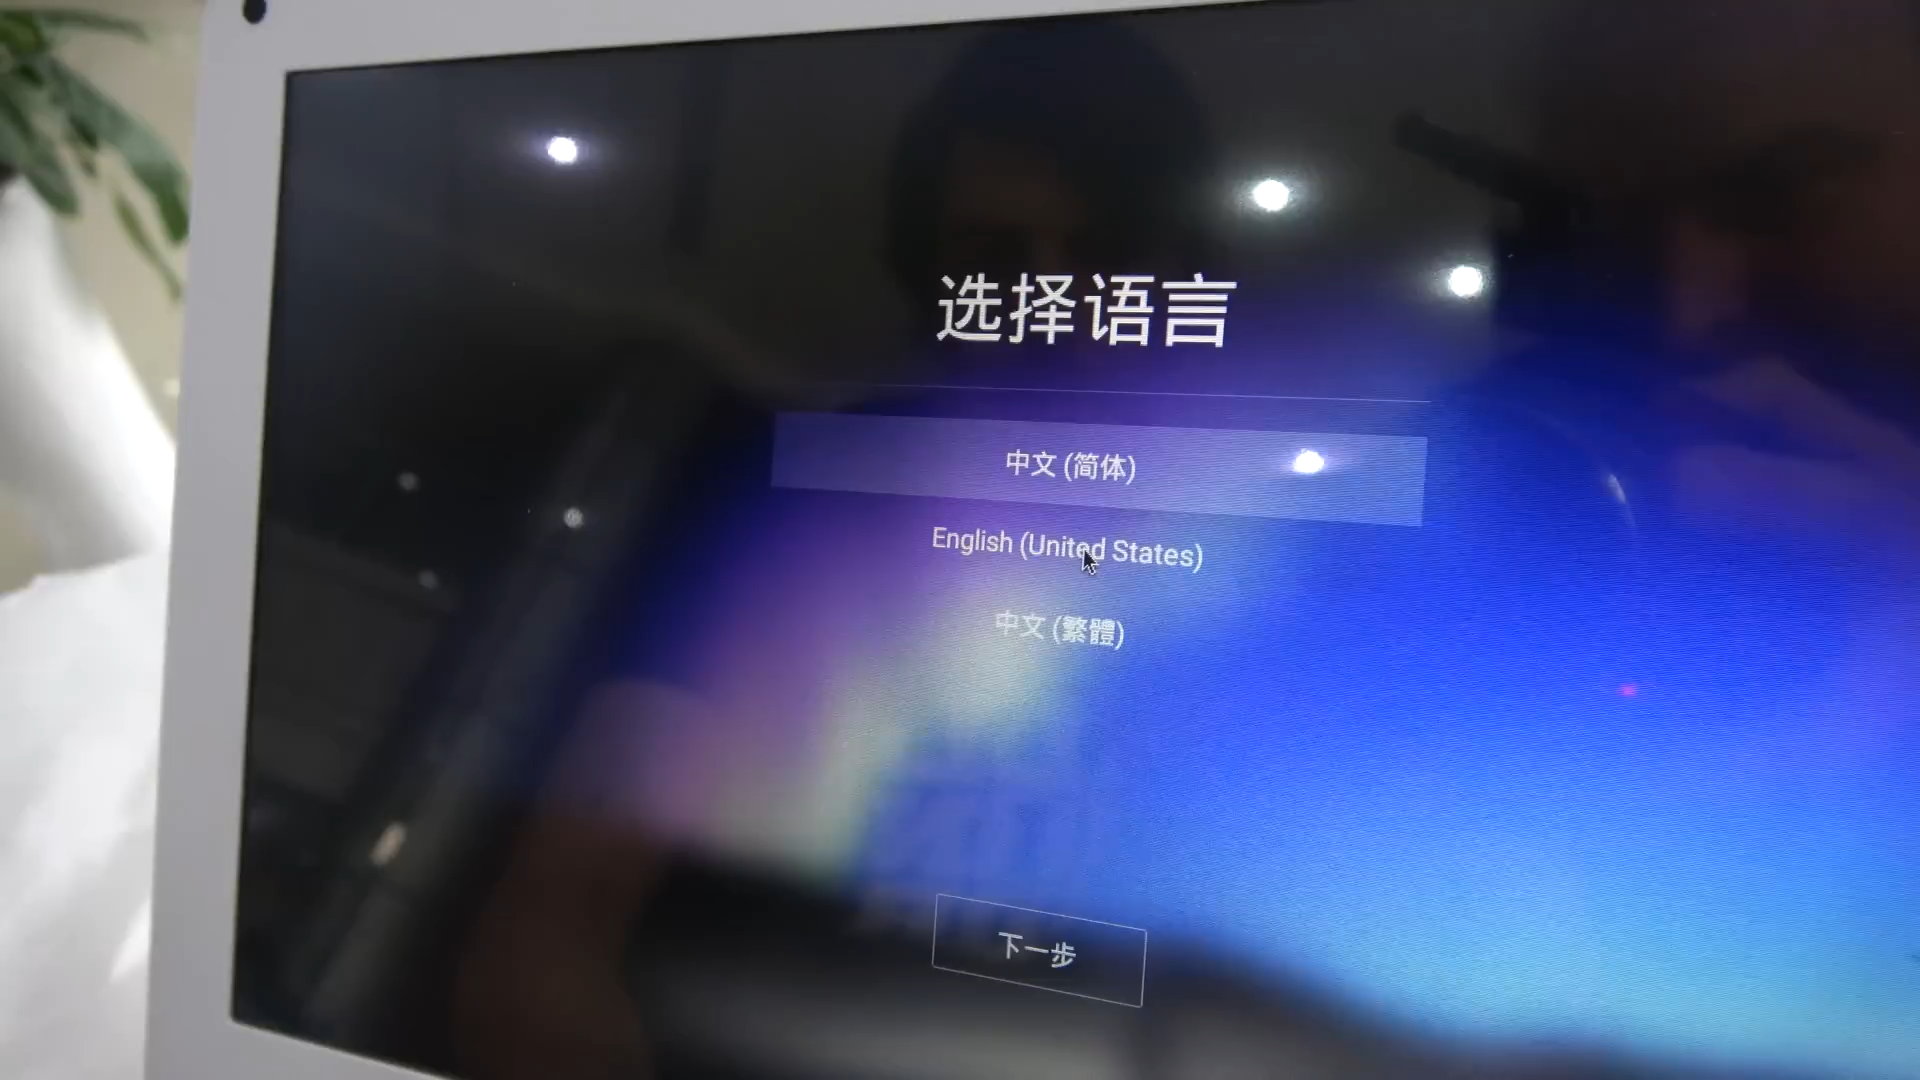 选择语言
中文 (简体)
English (United States)
中文 (繁體)
下一步